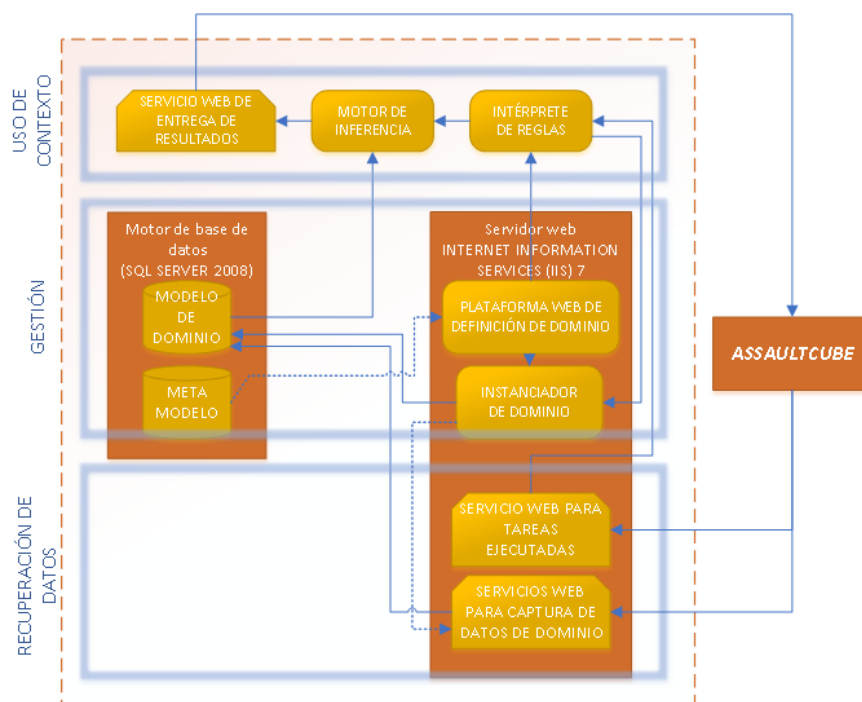 USO DE
CONTEXTO
SERVICIO WEB DE
ENTREGA DE
RESULTADOS
MOTOR DE
INFERENCIA
INTÉRPRETE
DE REGLAS
GESTIÓN
Motor de base de
datos
(SQL SERVER 2008)
MODELO
DE
DOMINIO
META
MODELO
Servidor web
INTERNET INFORMATION
SERVICES (IIS) 7
PLATAFORMA WEB DE
DEFINICIÓN DE DOMINIO
INSTANCIADOR
DE DOMINIO
ASSAULTCUBE
RECUPERACIÓN DE
DATOS
SERVICIO WEB PARA
TAREAS
EJECUTADAS
SERVICIOS WEB
PARA CAPTURA DE
DATOS DE DOMINIO